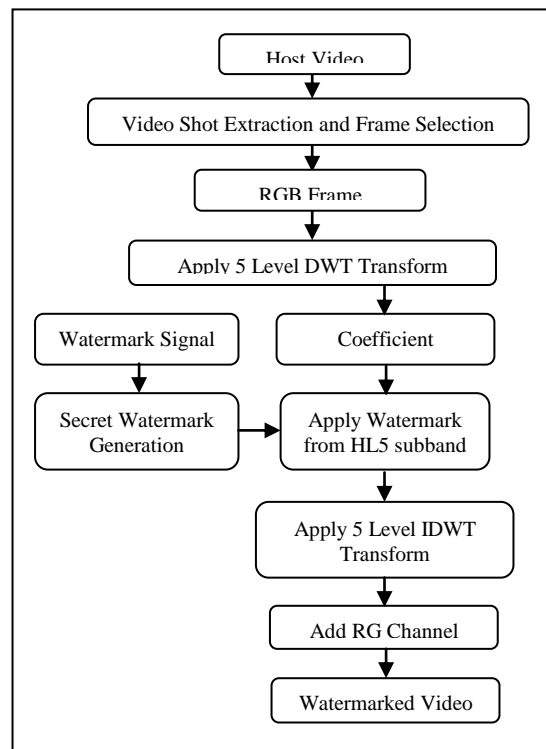 Host Video
Video Shot Extraction and Frame Selection
RGB Frame
Apply 5 Level DWT Transform
Watermark Signal
Coefficient
Secret Watermark
Generation
Apply Watermark
from HL5 subband
Apply 5 Level IDWT
Transform
Add RG Channel
Watermarked Video